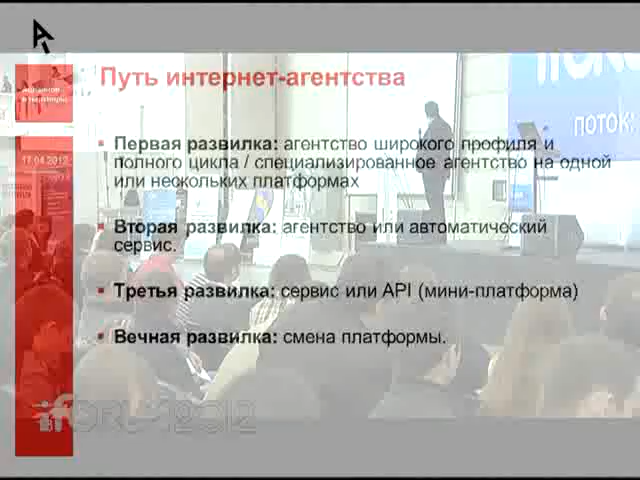 Путь интернет-агентства
Первая развилка: агентство широкого профиля и
полного цикла / специализированное агентство на одной
или нескольких платформах
Вторая развилка: агентство или автоматический
сервис.
Третья развилка: сервис или API (мини-платформа)
Вечная развилка: смена платформы.
17.04.2012
ПОТОК
iFORUM2012